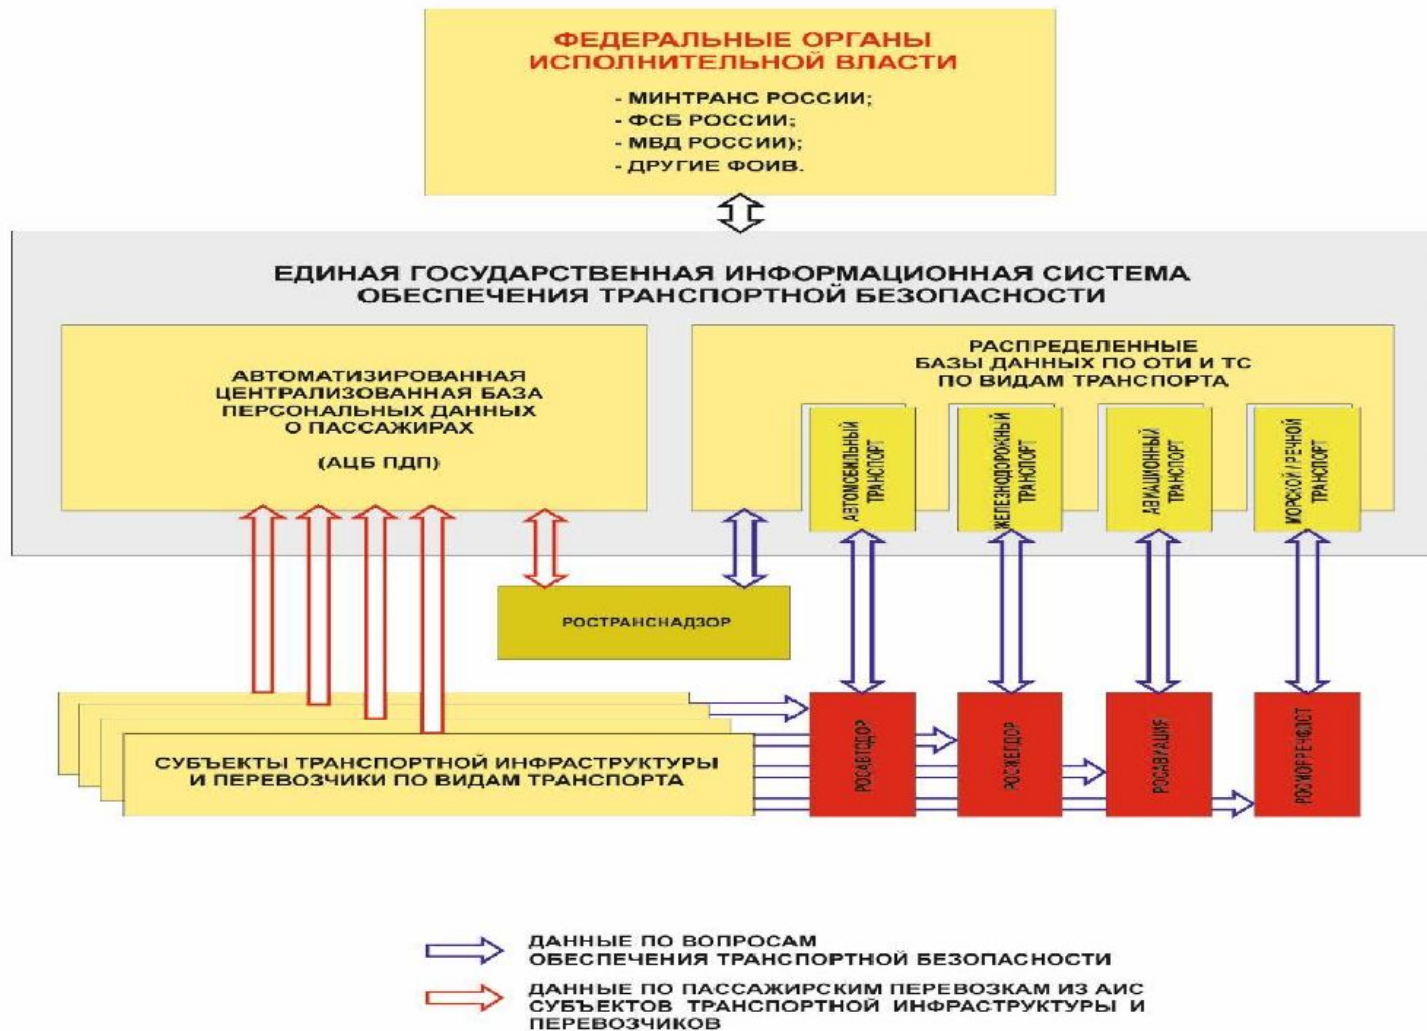 ФЕДЕРАЛЬНЫЕ ОРГАНЫ
ИСПОЛНИТЕЛЬНОЙ ВЛАСТИ
- МИНТРАНС РОССИИ;
- ФСБ РОССИИ;
- МВД РОССИИ);
- ДРУГИЕ ФОИВ.
ЕДИНАЯ ГОСУДАРСТВЕННАЯ ИНФОРМАЦИОННАЯ СИСТЕМА
ОБЕСПЕЧЕНИЯ ТРАНСПОРТНОЙ БЕЗОПАСНОСТИ
АВТОМАТИЗИРОВАННАЯ
ЦЕНТРАЛИЗОВАННАЯ БАЗА
ПЕРСОНАЛЬНЫХ ДАННЫХ
О ПАССАЖИРАХ
(АЦБ ПДП)
РАСПРЕДЕЛЕННЫЕ
БАЗЫ ДАННЫХ ПО ОТИ И ТС
ПО ВИДАМ ТРАНСПОРТА
АВТОМОБИЛЬНЫЙ
ТРАНСПОРТ
ЖЕЛЕЗНОДОРОЖНЫЙ
ТРАНСПОРТ
АВИАЦИОННЫЙ
ТРАНСПОРТ
МОРСКОЙ / РЕЧНОЙ
ТРАНСПОРТ
РОСТРАНСНАДЗОР
СУБЪЕКТЫ ТРАНСПОРТНОЙ ИНФРАСТРУКТУРЫ
И ПЕРЕВОЗЧИКИ ПО ВИДАМ ТРАНСПОРТА
РОСАВТОДОР
РОСЖЕЛДОР
РОСАВИАЦИЯ
РОСМОРРЕЧФЛОТ
ДАННЫЕ ПО ВОПРОСАМ
ОБЕСПЕЧЕНИЯ ТРАНСПОРТНОЙ БЕЗОПАСНОСТИ
ДАННЫЕ ПО ПАССАЖИРСКИМ ПЕРЕВОЗКАМ ИЗ АИС
СУБЪЕКТОВ ТРАНСПОРТНОЙ ИНФРАСТРУКТУРЫ И
ПЕРЕВОЗЧИКОВ